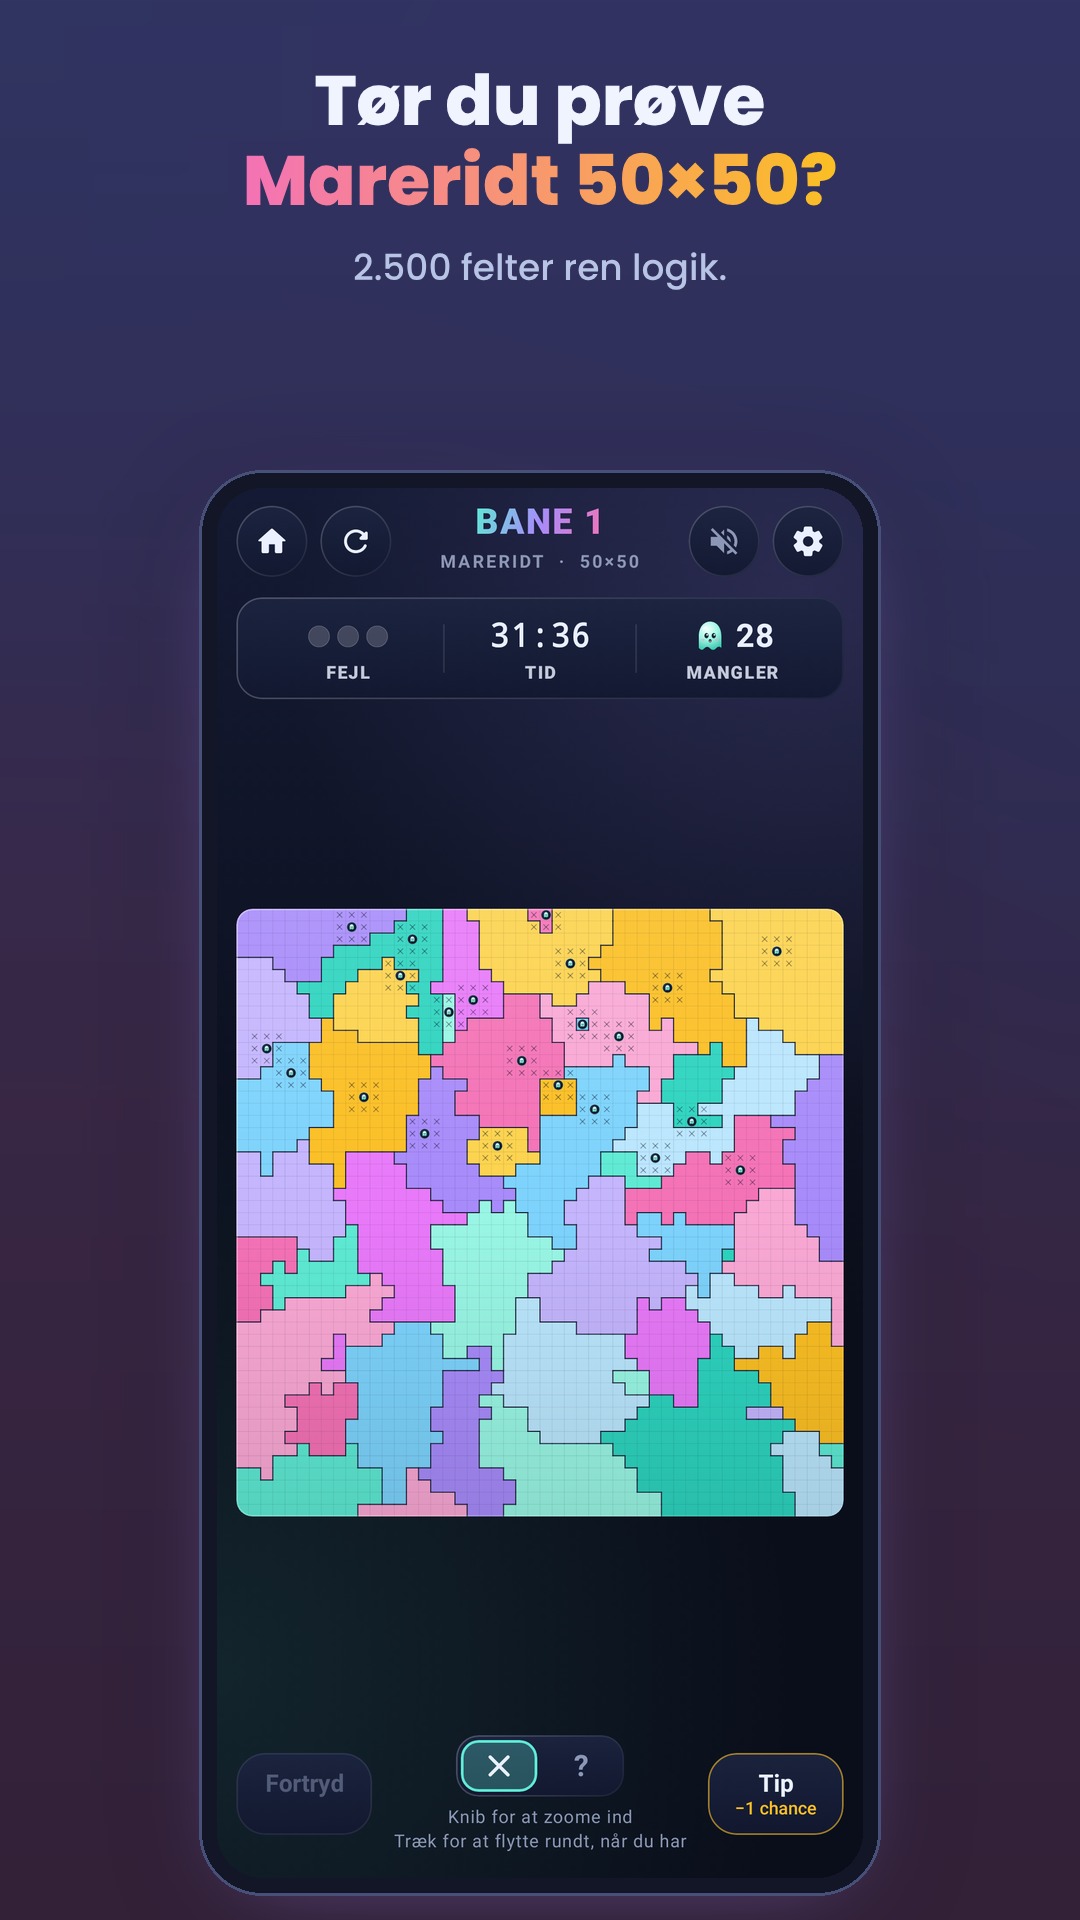 Tør du prøve
Mareridt 50×50?
2.500 felter ren logik.
BANE 1
MARERIDT · 50×50
31:36
28
FEJL
TID
MANGLER
?
Fortryd
Tip
−1 chance
Knib for at zoome ind
Træk for at flytte rundt, når du har